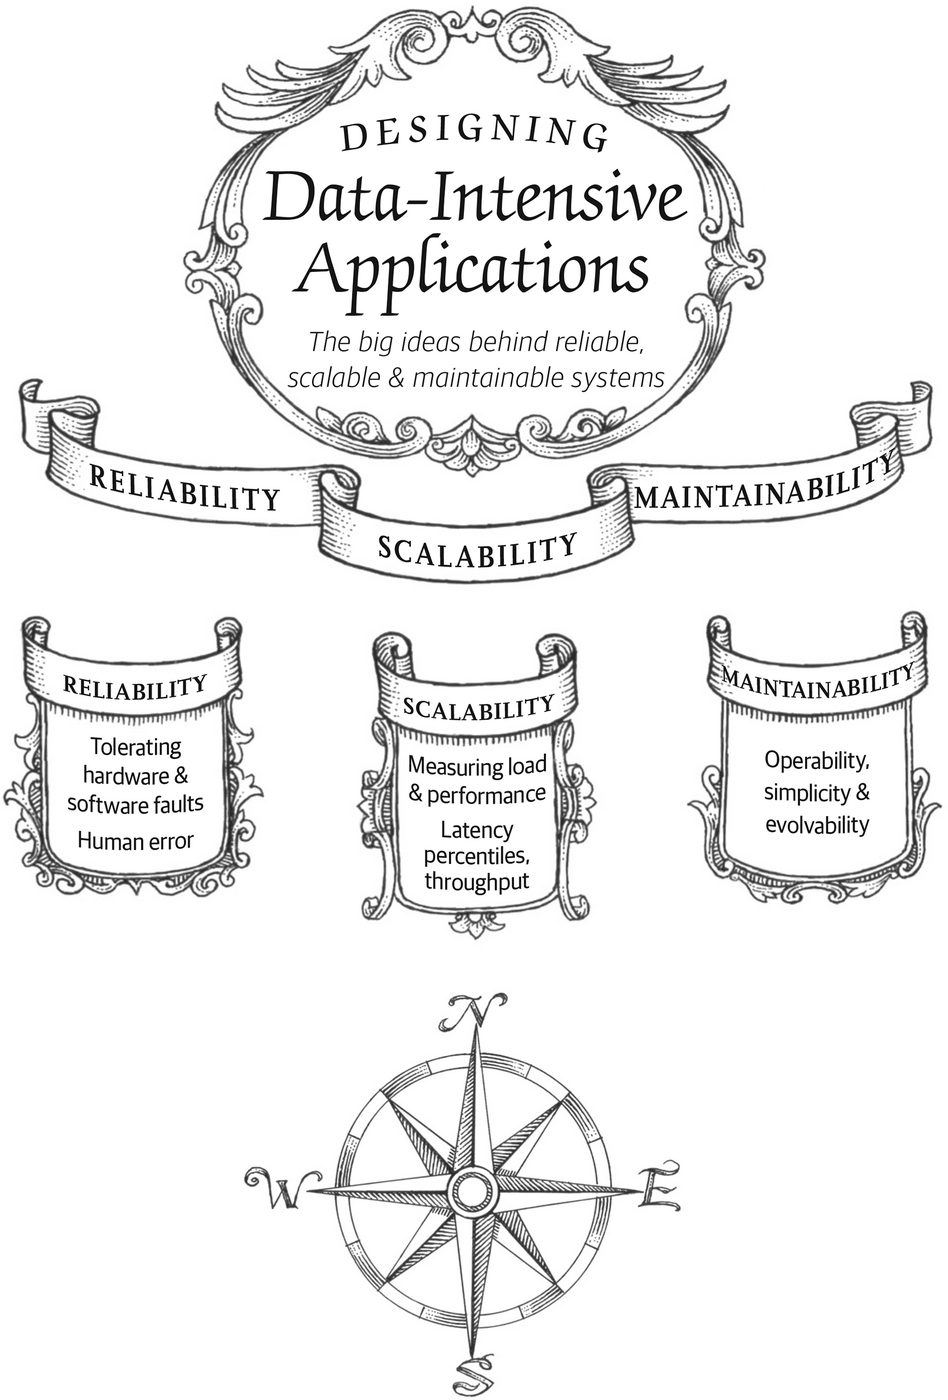 DESIGNING
Data-Intensive
Applications
The big ideas behind reliable,
scalable & maintainable systems
RELIABILITY
SCALABILITY
MAINTAINABILITY
RELIABILITY
Tolerating
hardware &
software faults
Human error
SCALABILITY
Measuring load
& performance
Latency
percentiles,
throughput
MAINTAINABILITY
Operability,
simplicity &
evolvability
N
W
E
S